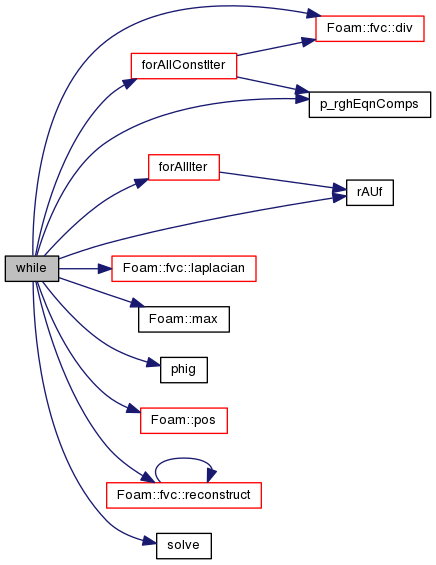 Foam::fvc::div
forAllConstIter
p_rghEqnComps
forAllIter
rAUf
while
Foam::fvc::laplacian
Foam::max
phig
Foam::pos
Foam::fvc::reconstruct
solve